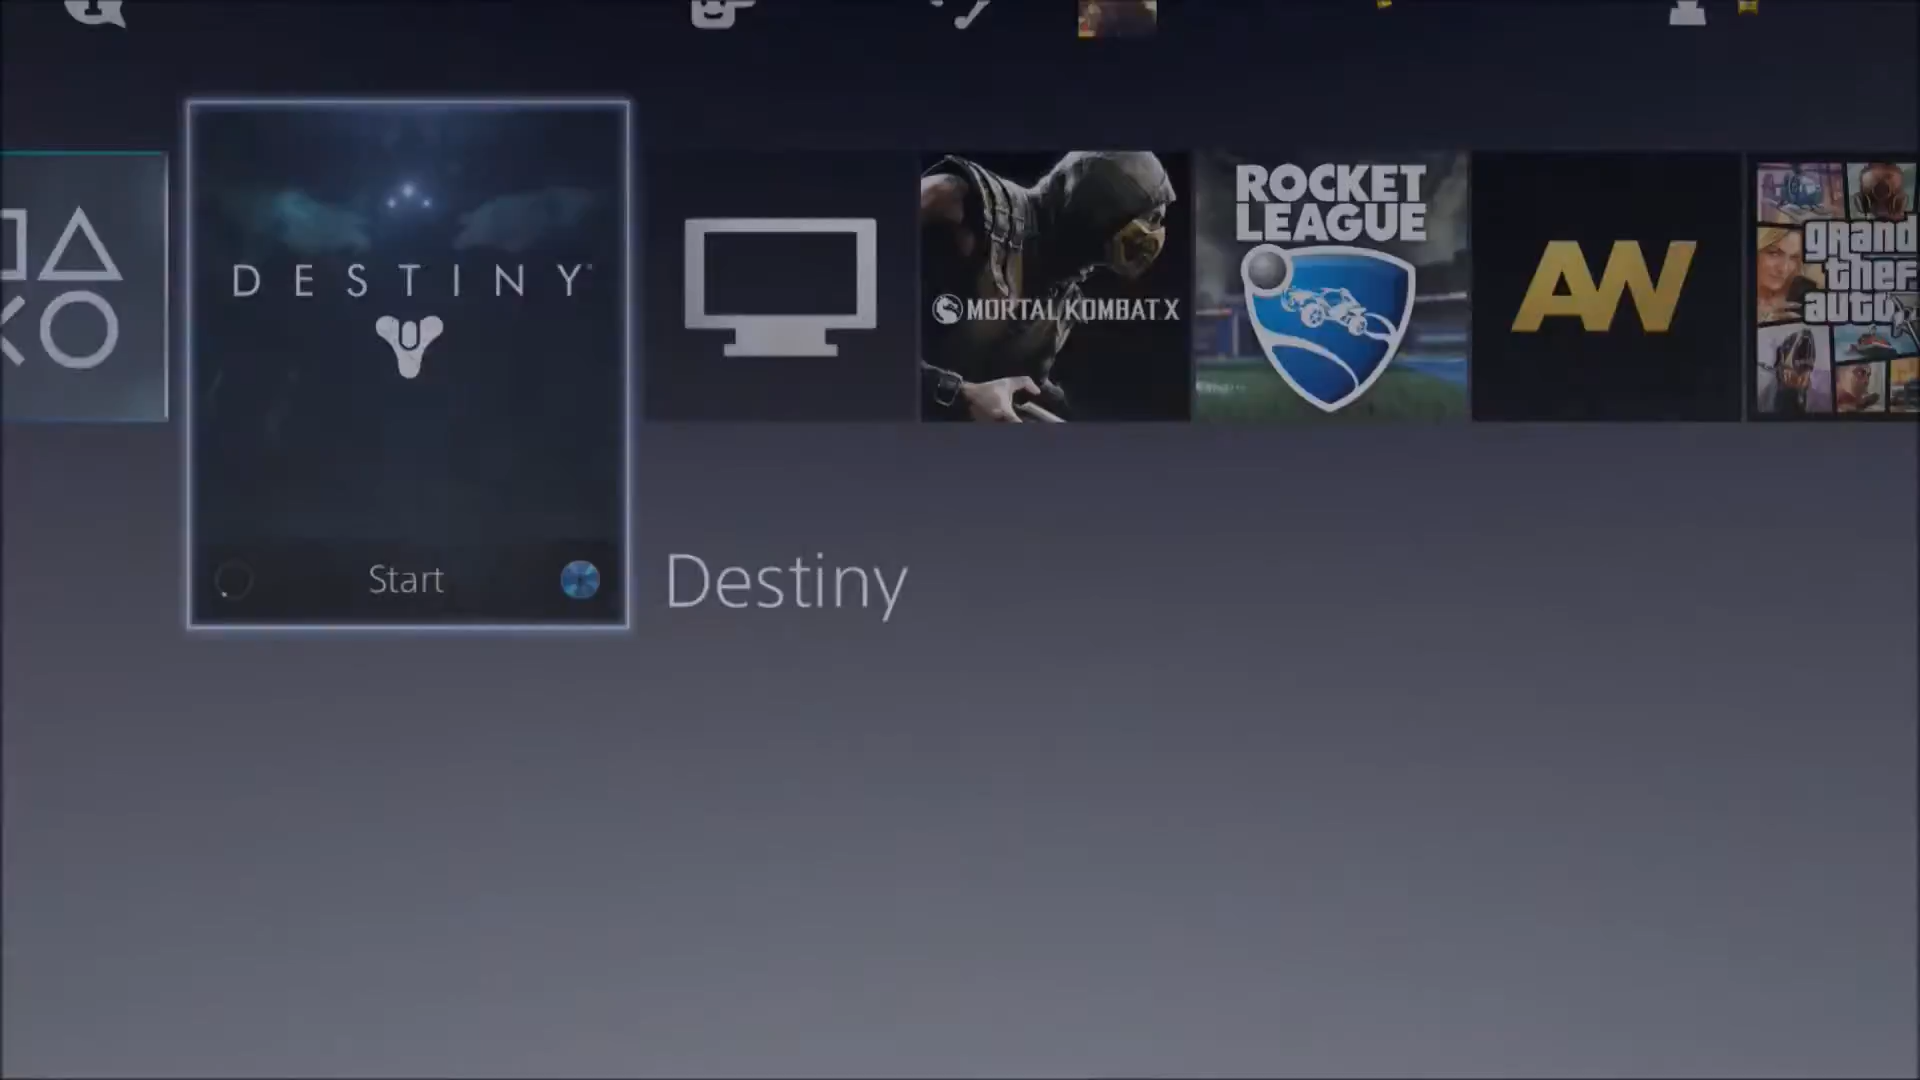 DESTINY
Start
Destiny
MORTAL KOMBAT X
ROCKET
LEAGUE
AW
grand
theft
auto